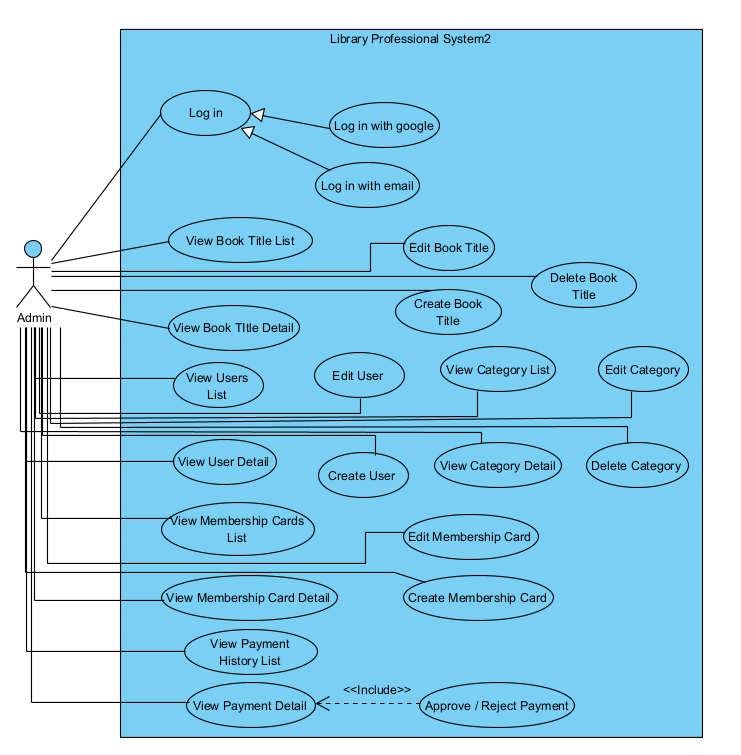 Library Professional System2
Log in
Log in with google
Log in with email
View Book Title List
Edit Book Title
Delete Book
Title
Create Book
Title
Admin
View Book TItle Detail
View Users
List
Edit User
View Category List
Edit Category
View User Detail
Create User
View Category Detail
Delete Category
View Membership Cards
List
Edit Membership Card
View Membership Card Detail
Create Membership Card
View Payment
History List
<<Include>>
View Payment Detail
Approve / Reject Payment